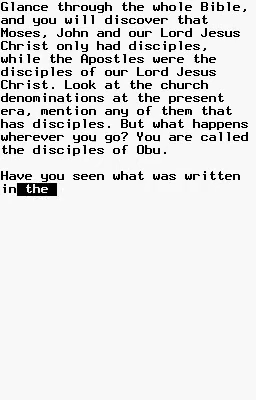 Glance through the whole Bible,
and you will discover that
Moses, John and our Lord Jesus
Christ only had disciples,
while the Apostles were the
disciples of our Lord Jesus
Christ. Look at the church
denominations at the present
era, mention any of them that
has disciples. But what happens
wherever you go? You are called
the disciples of Obu.

Have you seen what was written
in the